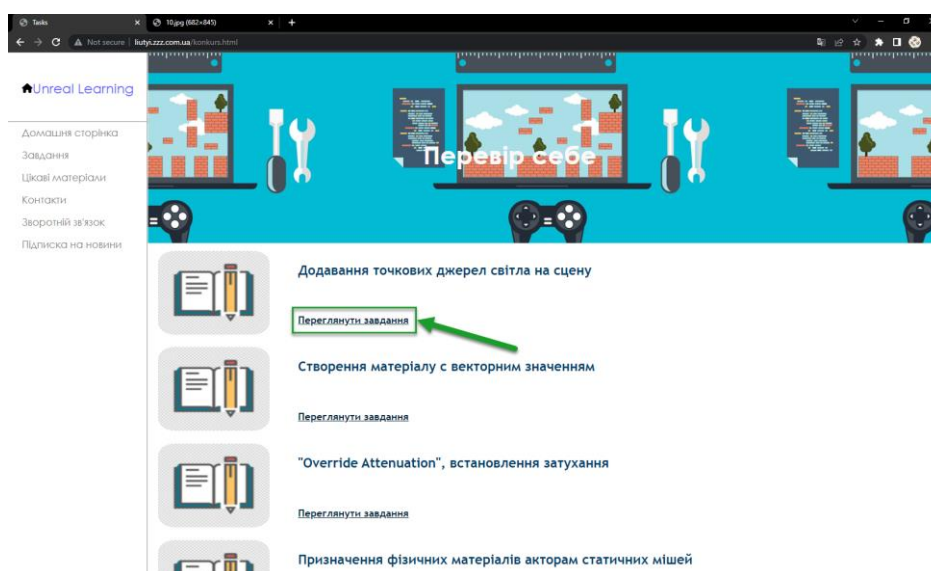 Tasks
10.jpg (682×845)
Not secure | liutyi.zzz.com.ua/konkurs.html
Unreal Learning
Домашня сторінка
Завдання
Цікаві матеріали
Контакти
Зворотній зв'язок
Підписка на новини
Перевір себе
Додавання точкових джерел світла на сцену
Переглянути завдання
Створення матеріалу с векторним значенням
Переглянути завдання
"Override Attenuation", встановлення затухання
Переглянути завдання
Призначення фізичних матеріалів акторам статичних мішей